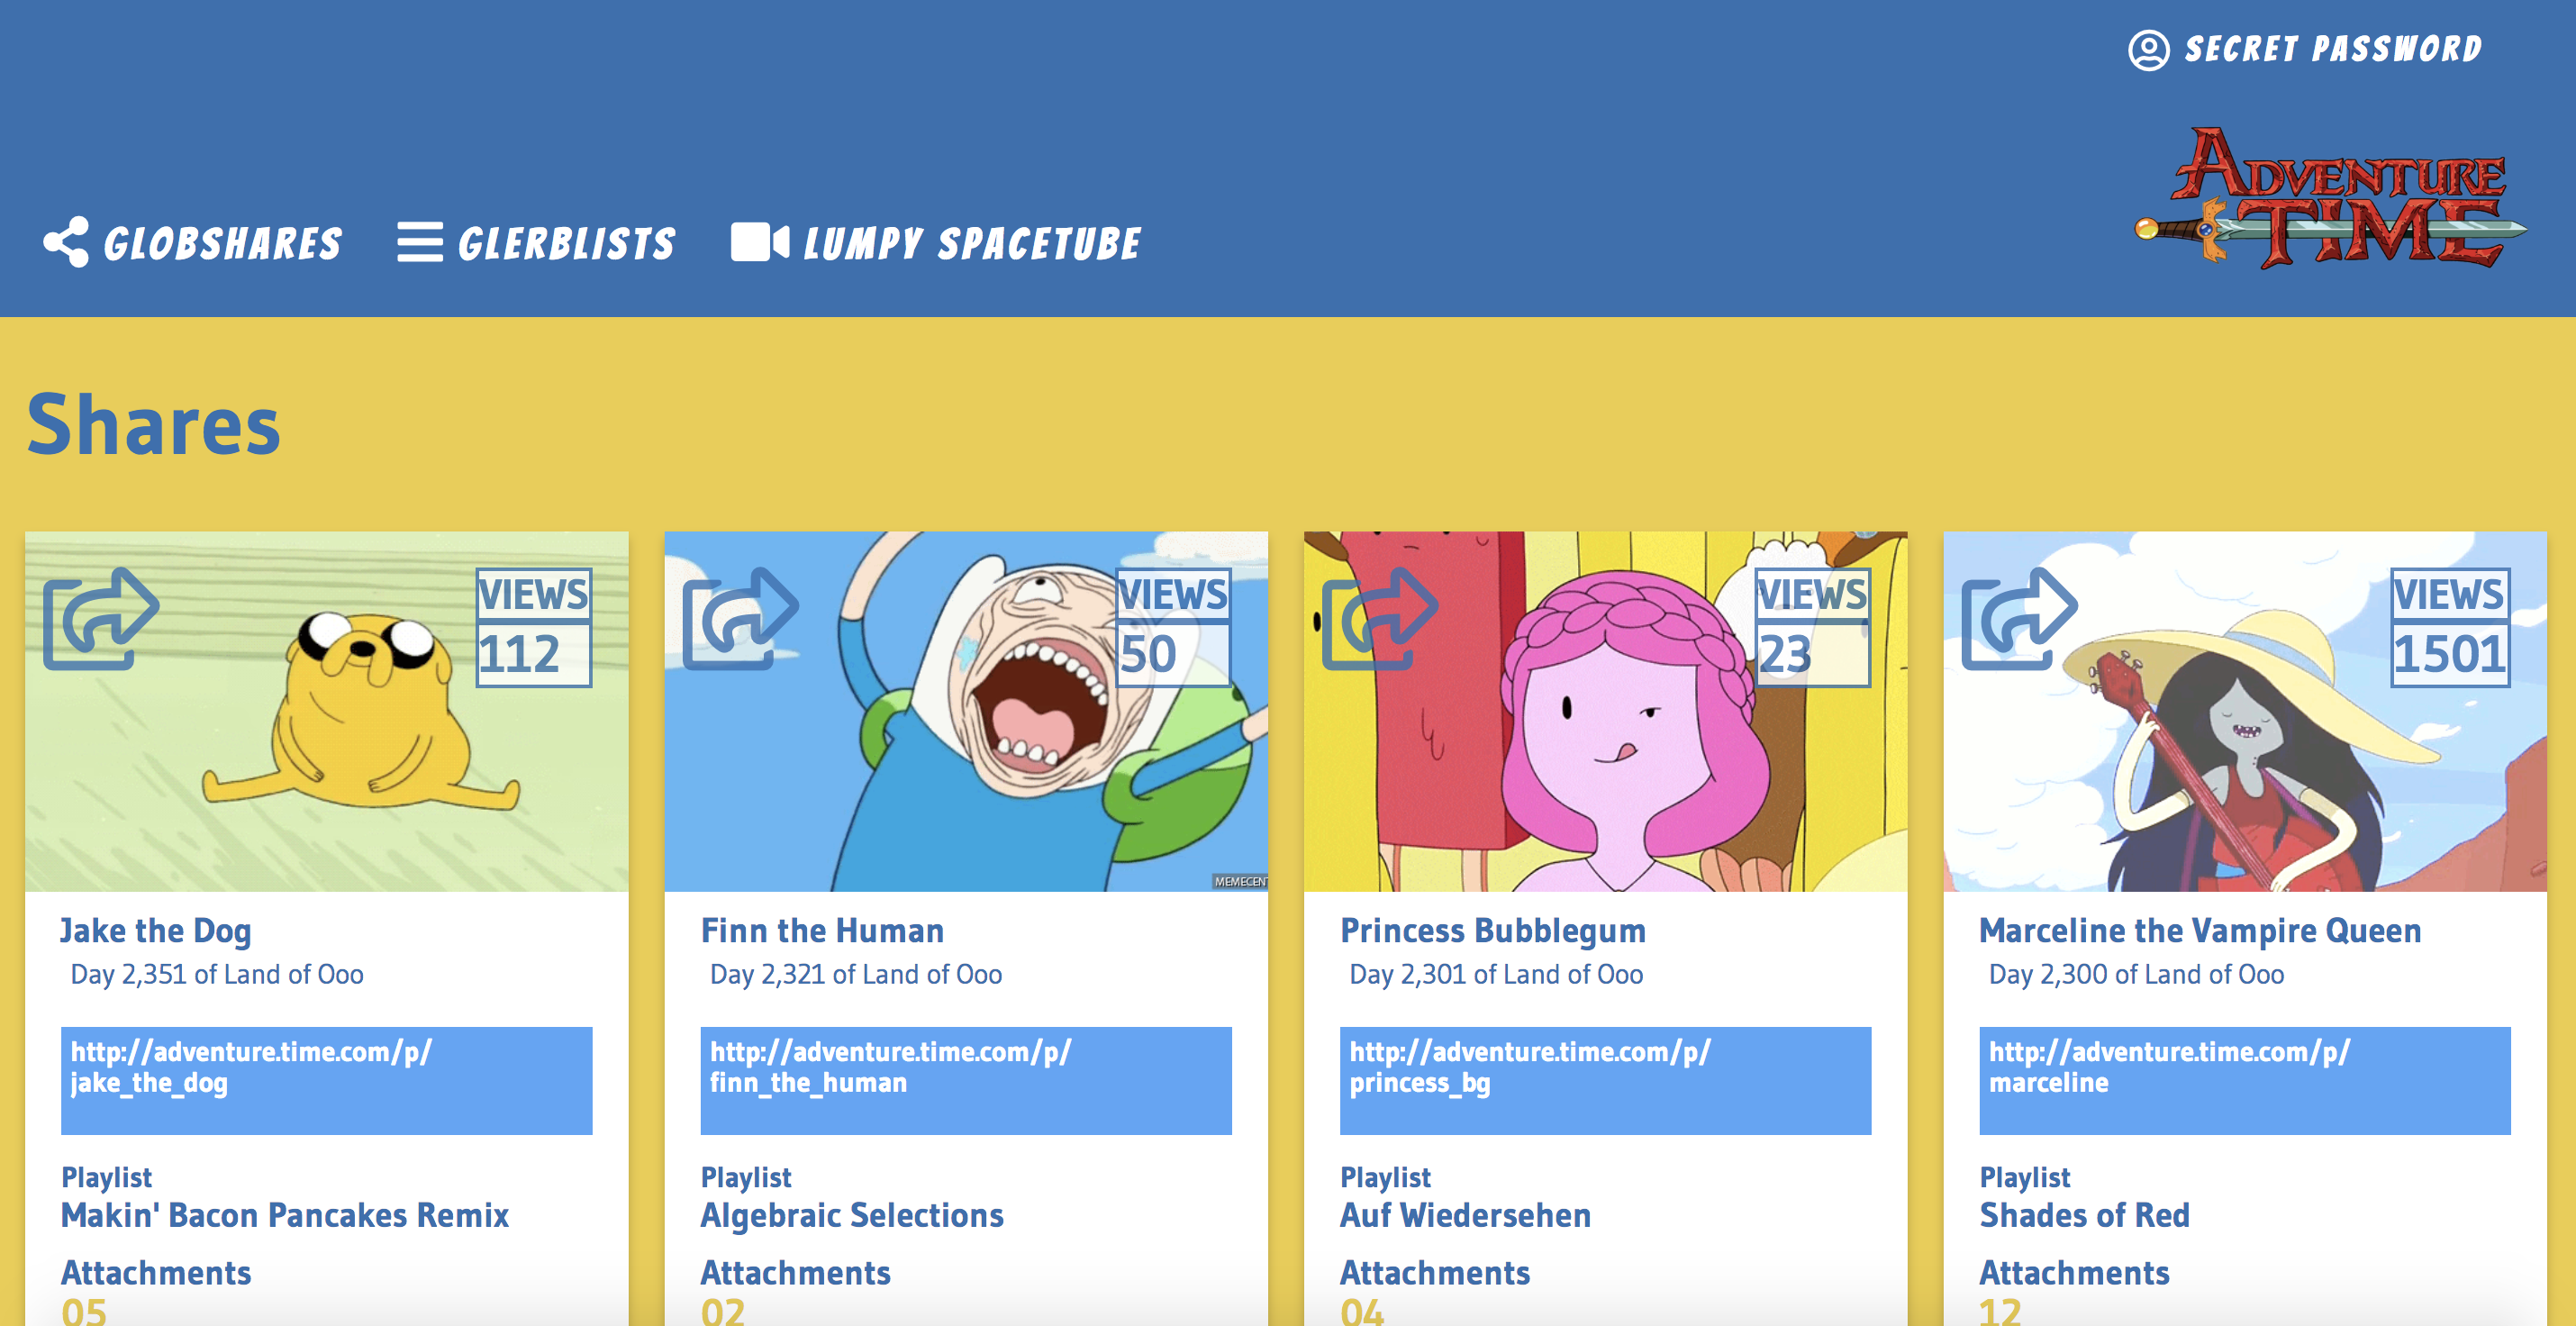 SECRET PASSWORD
ADVENTURE
TIME
GLOBSHARES
GLERBLISTS
LUMPY SPACETUBE
Shares
VIEWS
112
Jake the Dog
Day 2,351 of Land of Ooo
http://adventure.time.com/p/
jake_the_dog
Playlist
Makin' Bacon Pancakes Remix
Attachments
05
VIEWS
50
MEMECENT
Finn the Human
Day 2,321 of Land of Ooo
http://adventure.time.com/p/
finn_the_human
Playlist
Algebraic Selections
Attachments
02
VIEWS
23
Princess Bubblegum
Day 2,301 of Land of Ooo
http://adventure.time.com/p/
princess_bg
Playlist
Auf Wiedersehen
Attachments
04
VIEWS
1501
Marceline the Vampire Queen
Day 2,300 of Land of Ooo
http://adventure.time.com/p/
marceline
Playlist
Shades of Red
Attachments
12